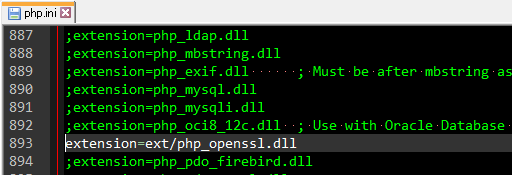 php.ini
887 ;extension=php_ldap.dll
888 ;extension=php_mbstring.dll
889 ;extension=php_exif.dll ; Must be after mbstring as
890 ;extension=php_mysql.dll
891 ;extension=php_mysqli.dll
892 ;extension=php_oci8_12c.dll ; Use with Oracle Database
893 extension=ext/php_openssl.dll
894 ;extension=php_pdo_firebird.dll